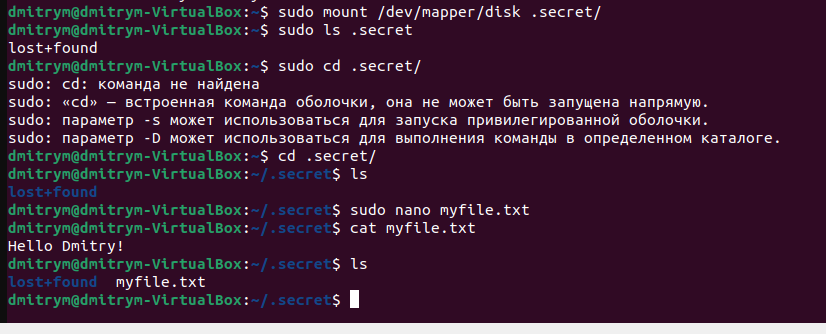 dmitrym@dmitrym-VirtualBox:~$ sudo mount /dev/mapper/disk .secret/
dmitrym@dmitrym-VirtualBox:~$ sudo ls .secret
lost+found
dmitrym@dmitrym-VirtualBox:~$ sudo cd .secret/
sudo: cd: команда не найдена
sudo: «cd» — встроенная команда оболочки, она не может быть запущена напрямую.
sudo: параметр -s может использоваться для запуска привилегированной оболочки.
sudo: параметр -D может использоваться для выполнения команды в определенном каталоге.
dmitrym@dmitrym-VirtualBox:~$ cd .secret/
dmitrym@dmitrym-VirtualBox:~/.secret$ ls
lost+found
dmitrym@dmitrym-VirtualBox:~/.secret$ sudo nano myfile.txt
dmitrym@dmitrym-VirtualBox:~/.secret$ cat myfile.txt
Hello Dmitry!
dmitrym@dmitrym-VirtualBox:~/.secret$ ls
lost+found  myfile.txt
dmitrym@dmitrym-VirtualBox:~/.secret$